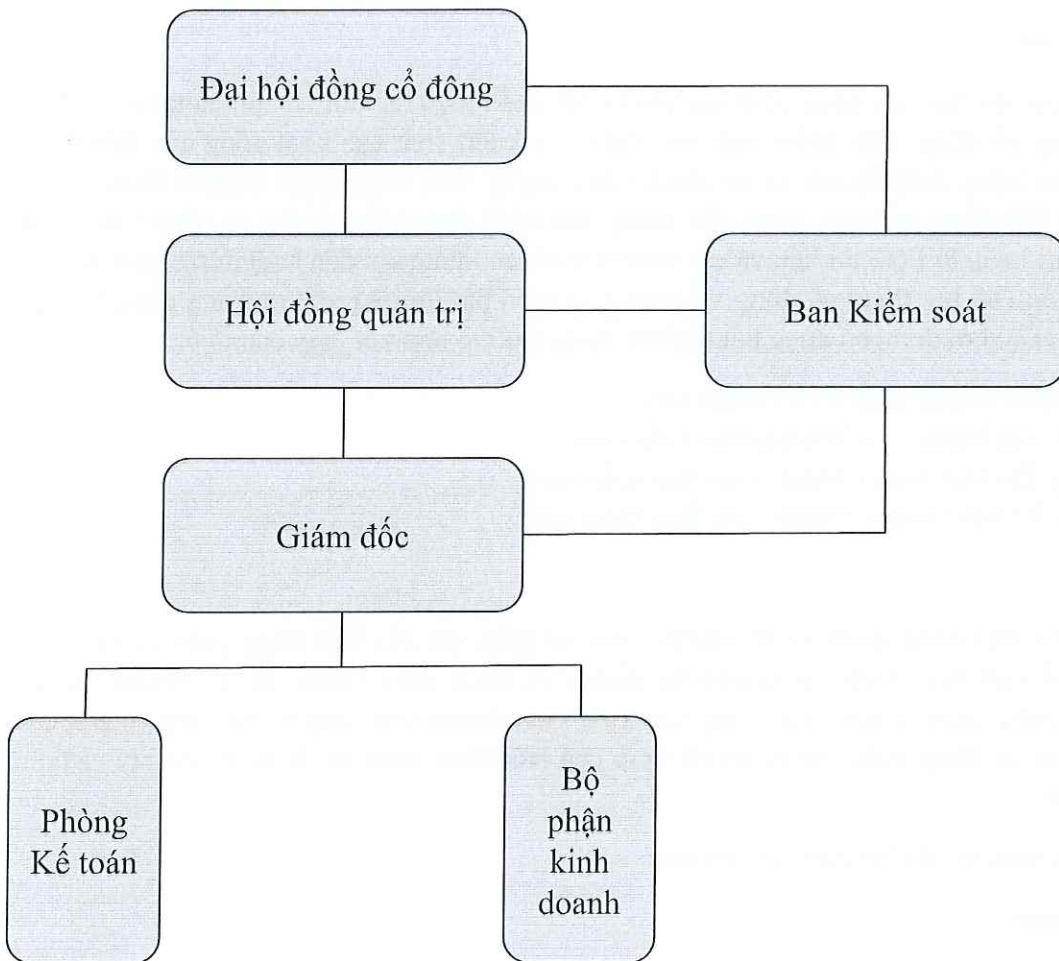 Đại hội đồng cổ đông
Hội đồng quản trị
Ban Kiểm soát
Giám đốc
Phòng
Kế toán
Bộ
phận
kinh
doanh